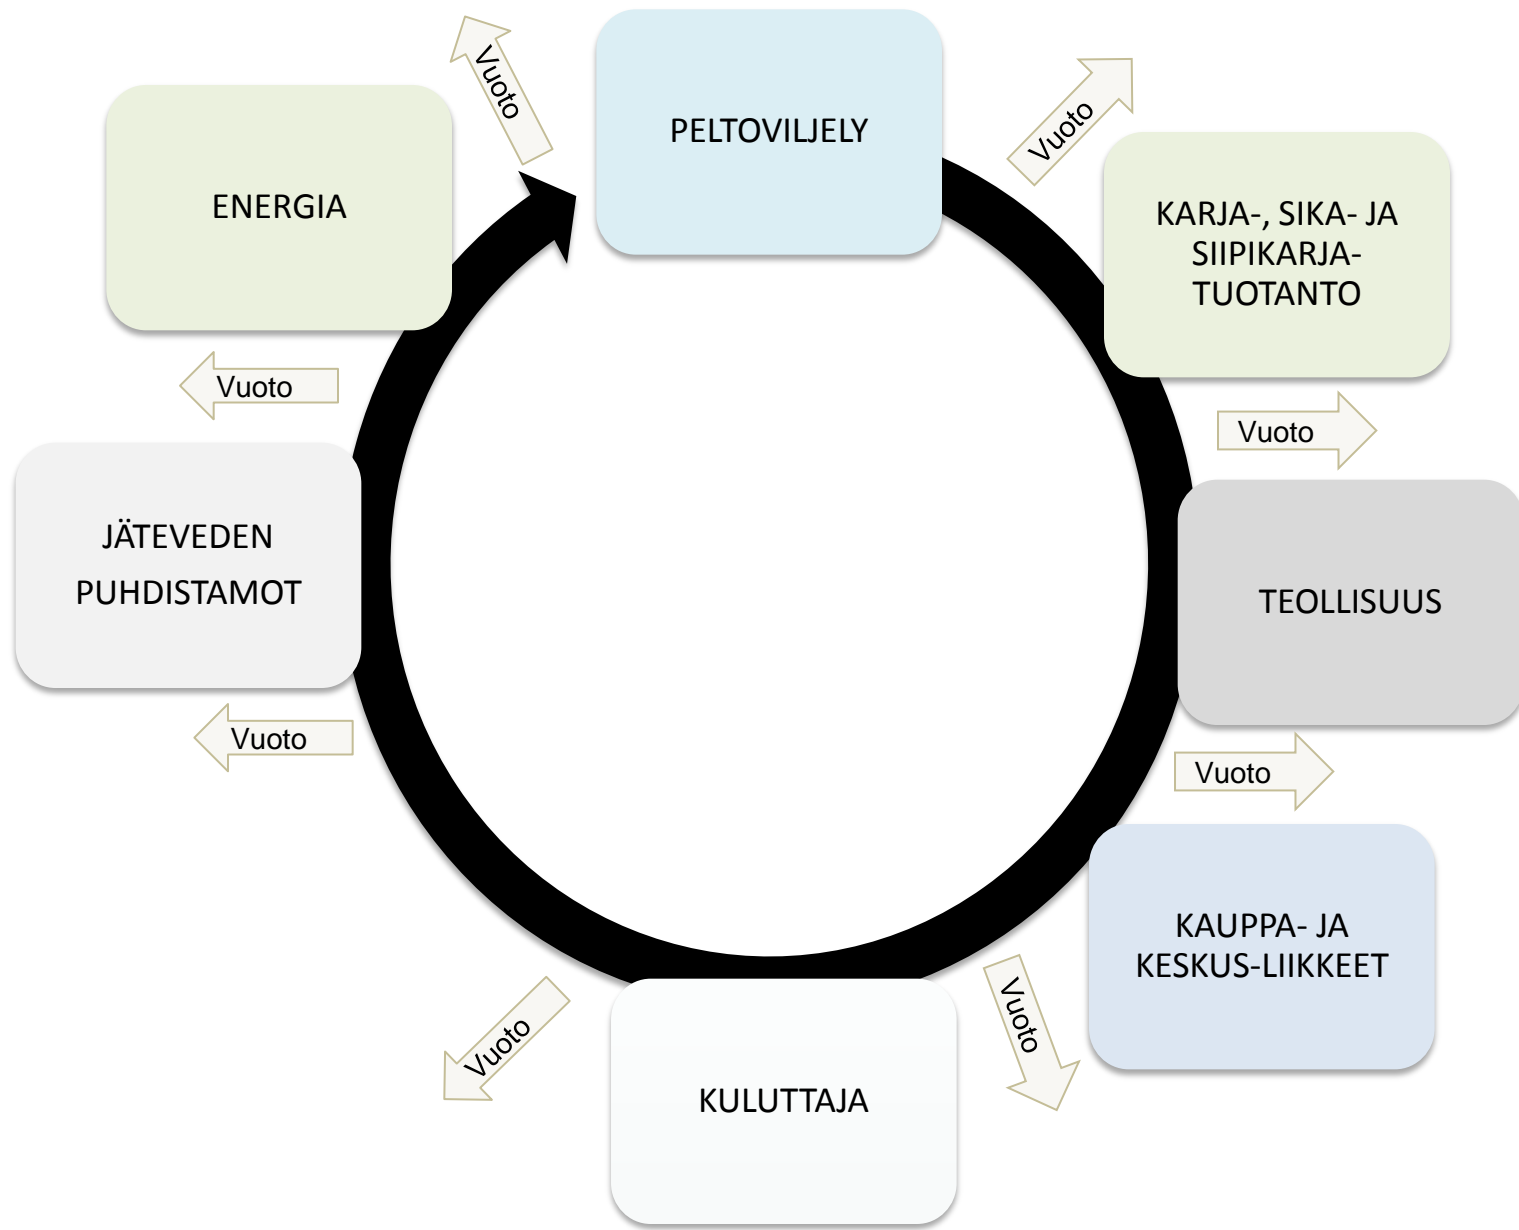 PELTOVILJELY
Vuoto
KARJA-, SIKA- JA
SIIPIKARJA-
TUOTANTO
Vuoto
TEOLLISUUS
Vuoto
KAUPPA- JA
KESKUS-LIIKKEET
Vuoto
KULUTTAJA
Vuoto
Vuoto
JÄTEVEDEN
PUHDISTAMOT
Vuoto
ENERGIA
Vuoto